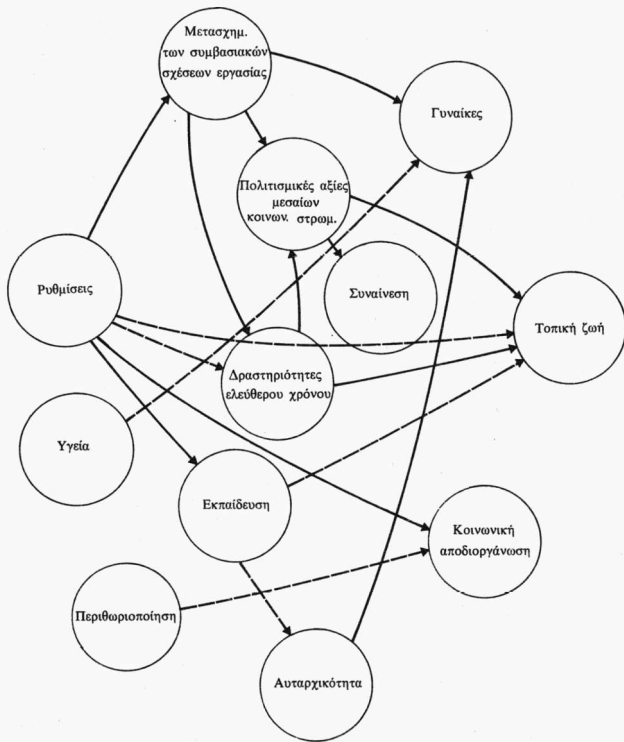 Μετασχημ.
των συμβασιακών
σχέσεων εργασίας
Γυναίκες
Πολιτισμικές αξίες
μεσαίων
κοινων. στρωμ.
Ρυθμίσεις
Συναίνεση
Τοπική ζωή
Δραστηριότητες
ελεύθερου χρόνου
Υγεία
Εκπαίδευση
Κοινωνική
αποδιοργάνωση
Περιθωριοποίηση
Αυταρχικότητα